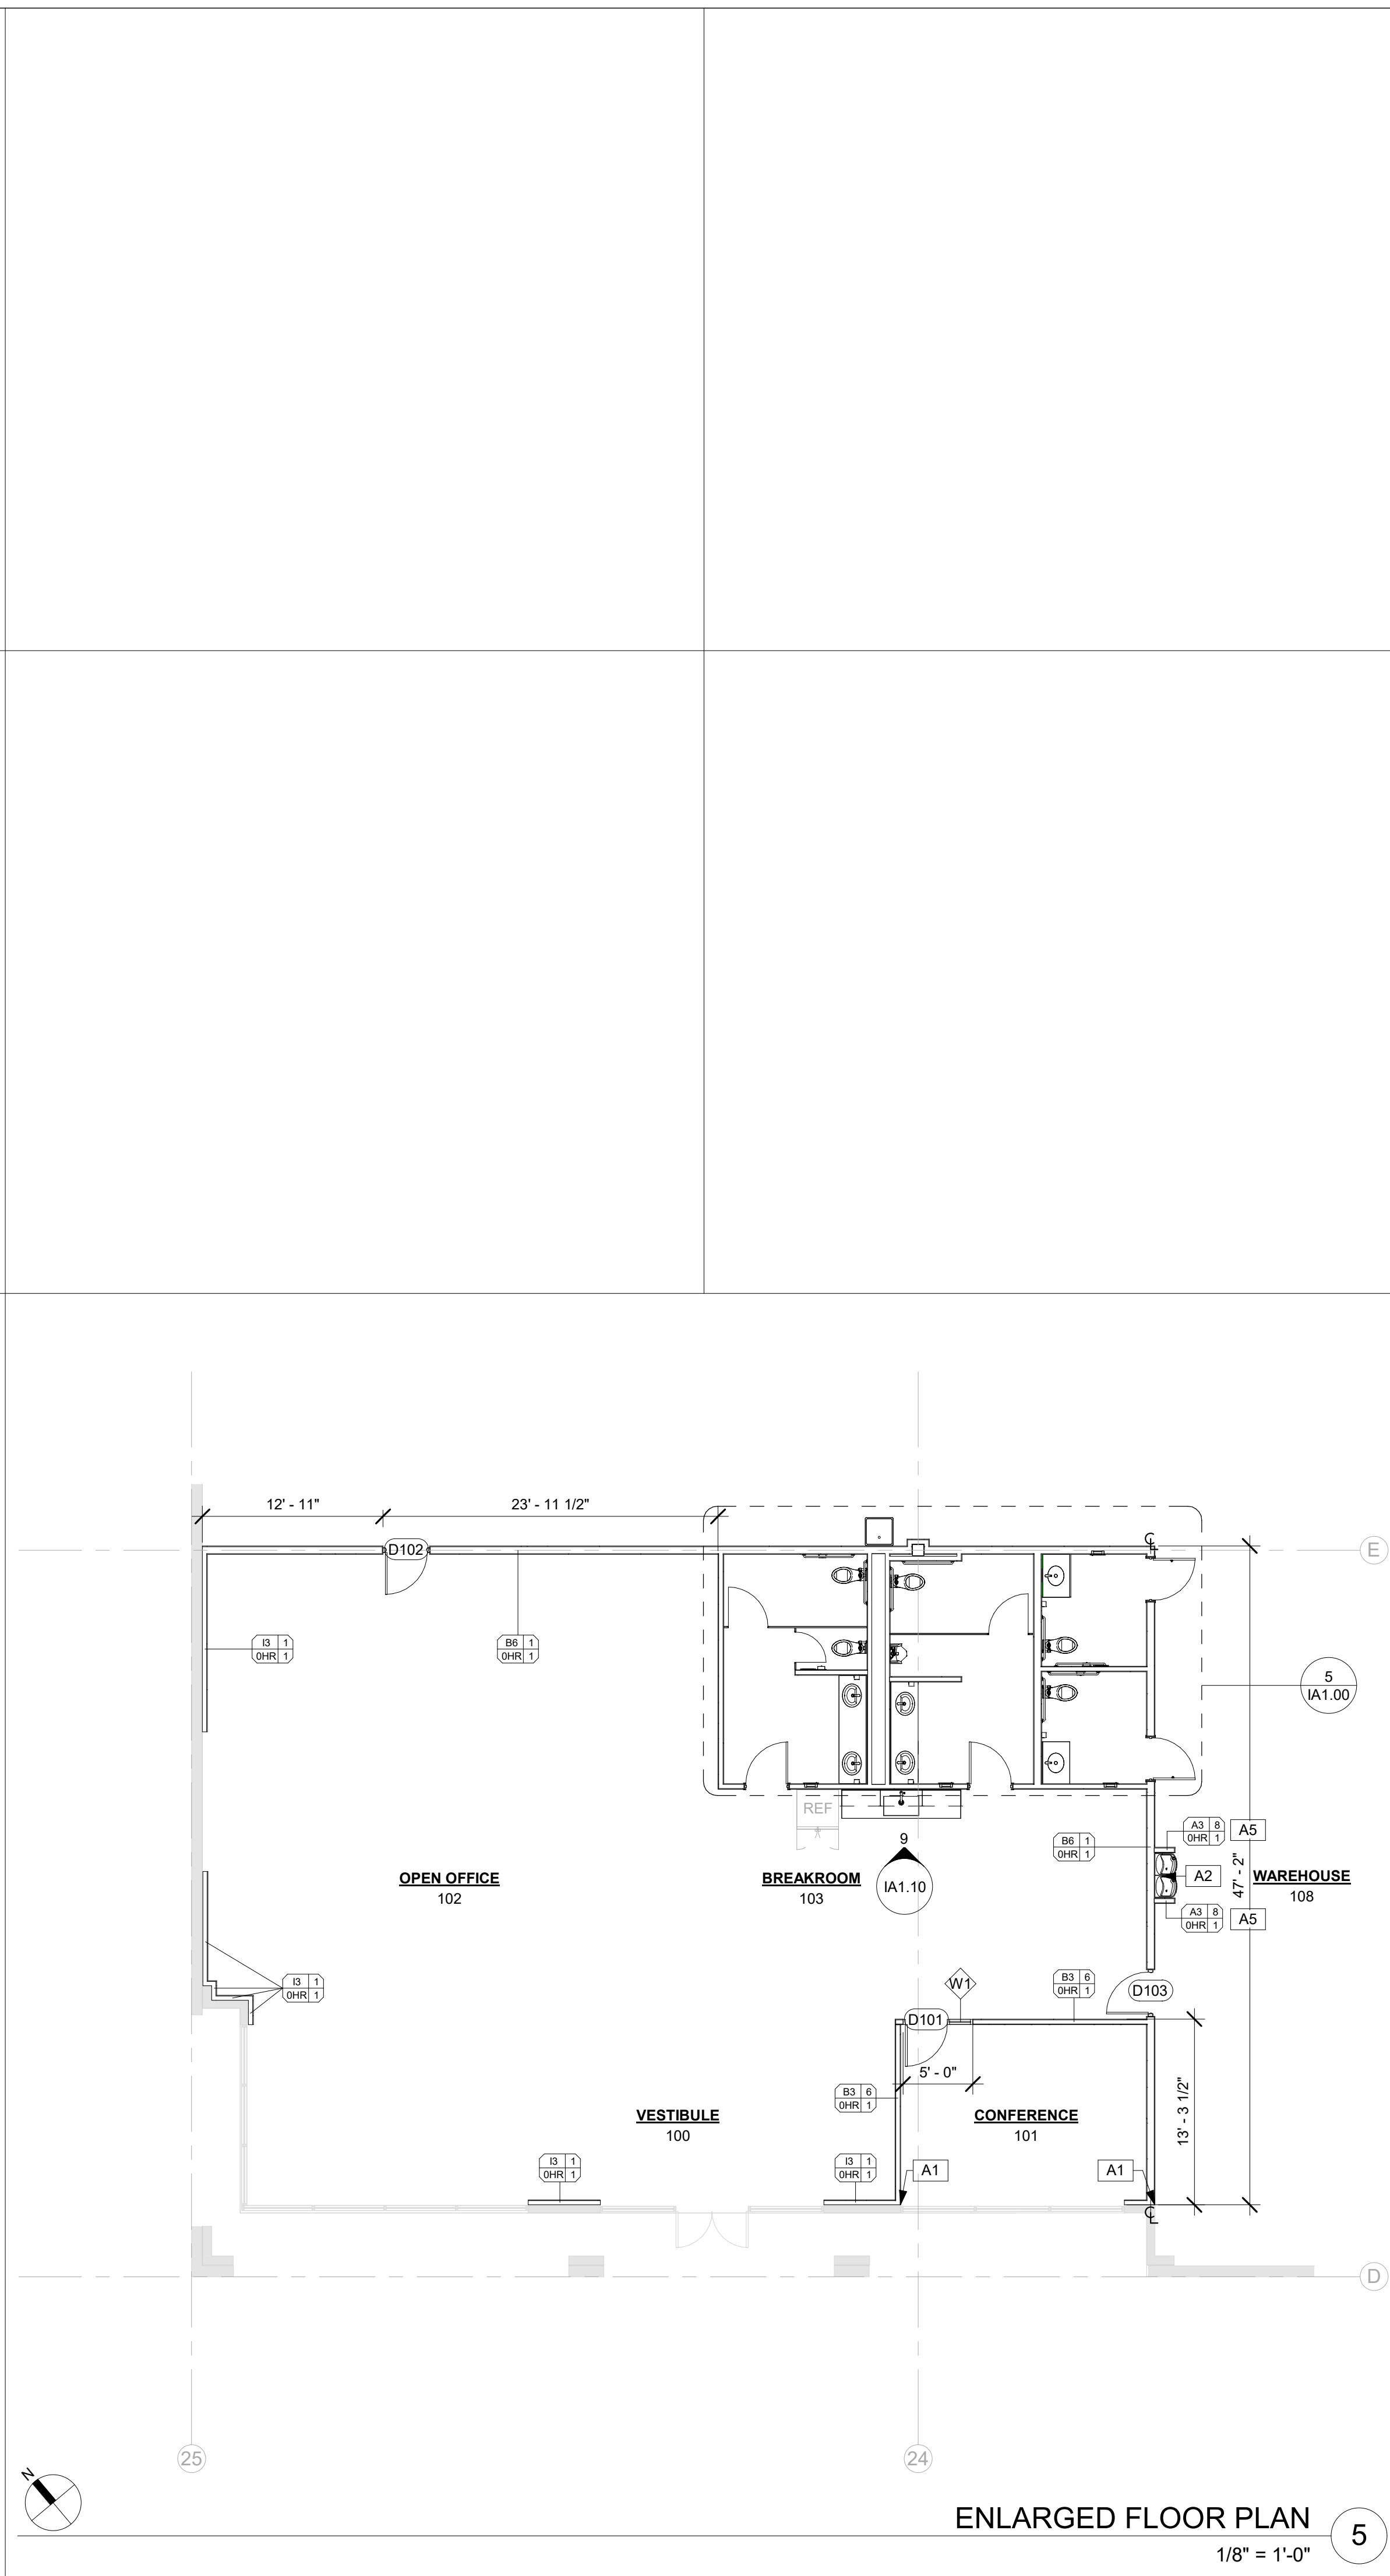 12' - 11"
23' - 11 1/2"
D102
C L
E
I3 1
0HR 1
B6 1
0HR 1
5
IA1.00
REF
9
IA1.10
B6 1
0HR 1
A3 8
0HR 1
A5
A2
47' - 2"
A3 8
0HR 1
A5
OPEN OFFICE
102
BREAKROOM
103
WAREHOUSE
108
I3 1
0HR 1
W1
B3 6
0HR 1
D103
D101
5' - 0"
B3 6
0HR 1
VESTIBULE
100
CONFERENCE
101
13' - 3 1/2"
I3 1
0HR 1
I3 1
0HR 1
A1
A1
C L
D
25
24
N
ENLARGED FLOOR PLAN
5
1/8" = 1'-0"